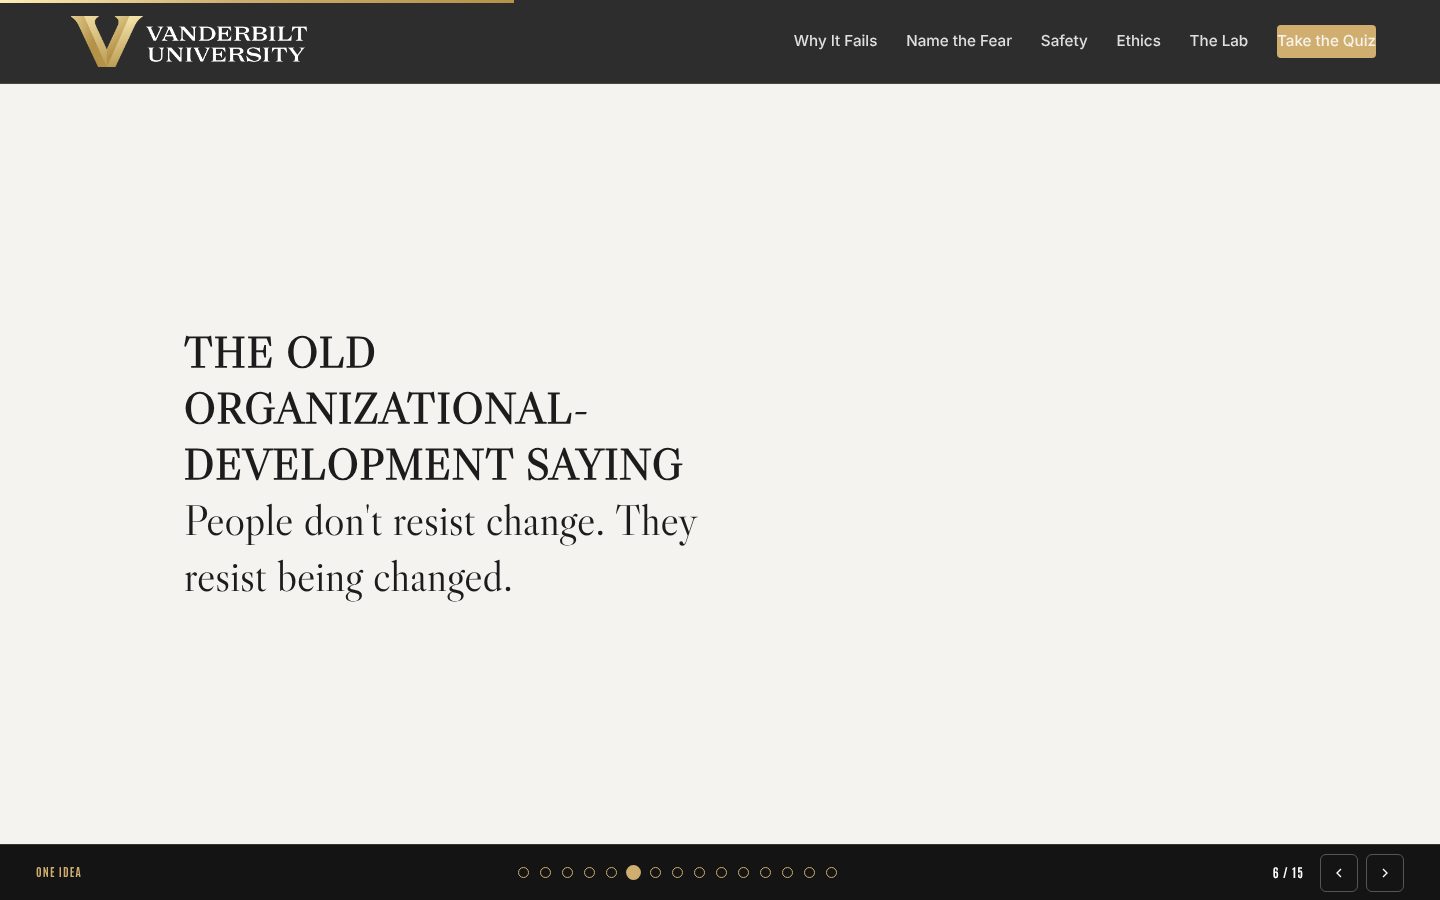 VANDERBILT
UNIVERSITY
Why It Fails
Name the Fear
Safety
Ethics
The Lab
Take the Quiz
THE OLD
ORGANIZATIONAL-
DEVELOPMENT SAYING
People don't resist change. They
resist being changed.
ONE IDEA
6 / 15